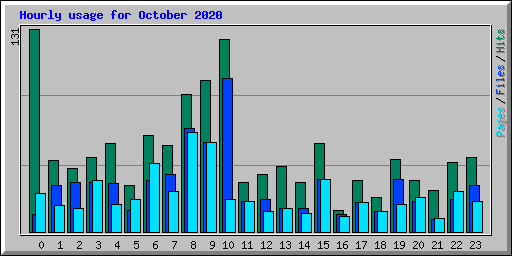 Hourly usage for October 2020
131
Pages/Files/Hits
0 1 2 3 4 5 6 7 8 9 10 11 12 13 14 15 16 17 18 19 20 21 22 23